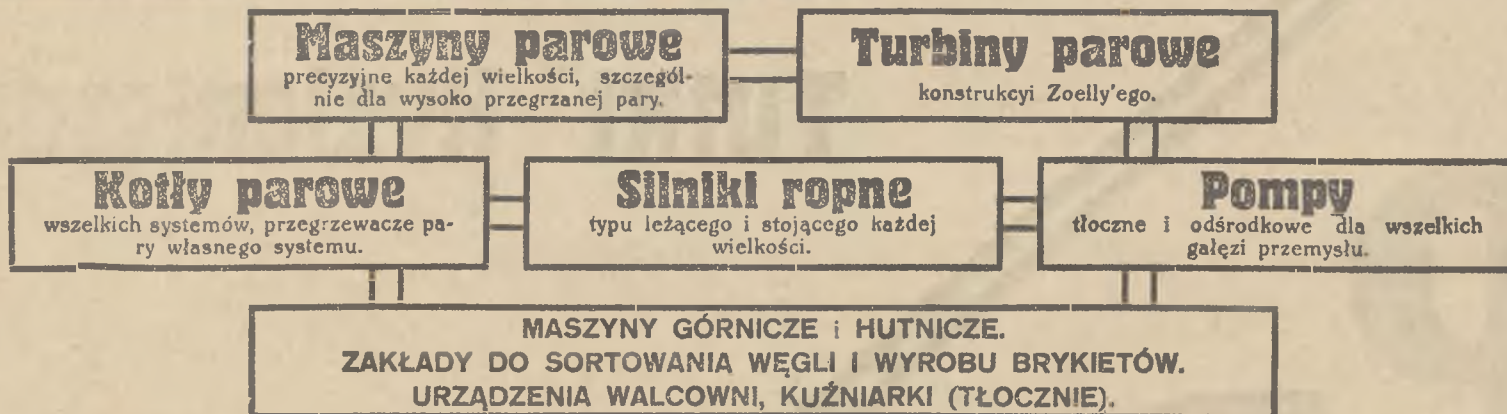 Maszyny parowe
precyzyjne każdej wielkości, szczegól-
nie dla wysoko przegrzanej pary.
Turbiny parowe
konstrukcyi Zoelly'ego.
Kotły parowe
wszelkich systemów, przegrzewacze pa-
ry własnego systemu.
Silniki ropne
typu leżącego i stojącego każdej
wielkości.
Pompy
tłoczne i odśrodkowe dla wszelkich
gałęzi przemysłu.
MASZYNY GÓRNICZE i HUTNICZE.
ZAKŁADY DO SORTOWANIA WĘGLI I WYROBU BRYKIETÓW.
URZĄDZENIA WALCOWNI, KUŹNIARKI (TŁOCZNIE).